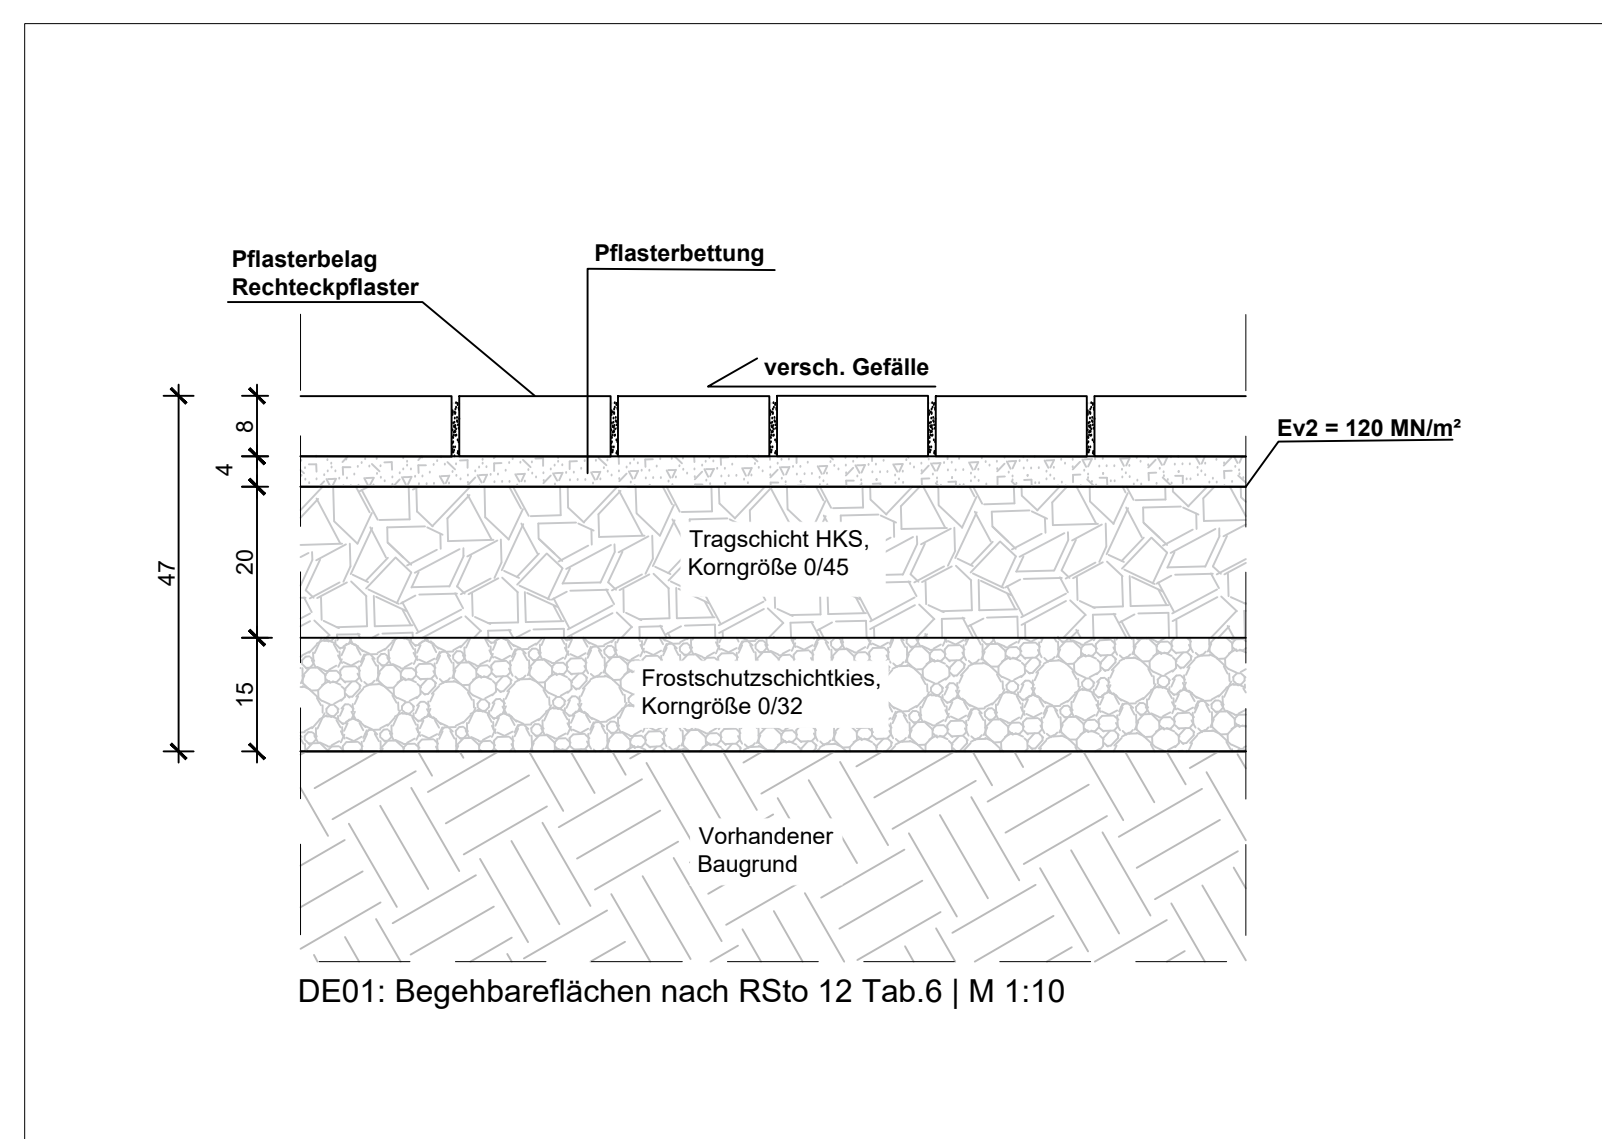 Pflasterbelag
Rechteckpflaster
Pflasterbettung
versch. Gefälle
Ev2 = 120 MN/m²
8
4
20
15
47
Tragschicht HKS,
Korngröße 0/45
Frostschutzschichtkies,
Korngröße 0/32
Vorhandener
Baugrund
DE01: Begehbareflächen nach RSto 12 Tab.6 | M 1:10